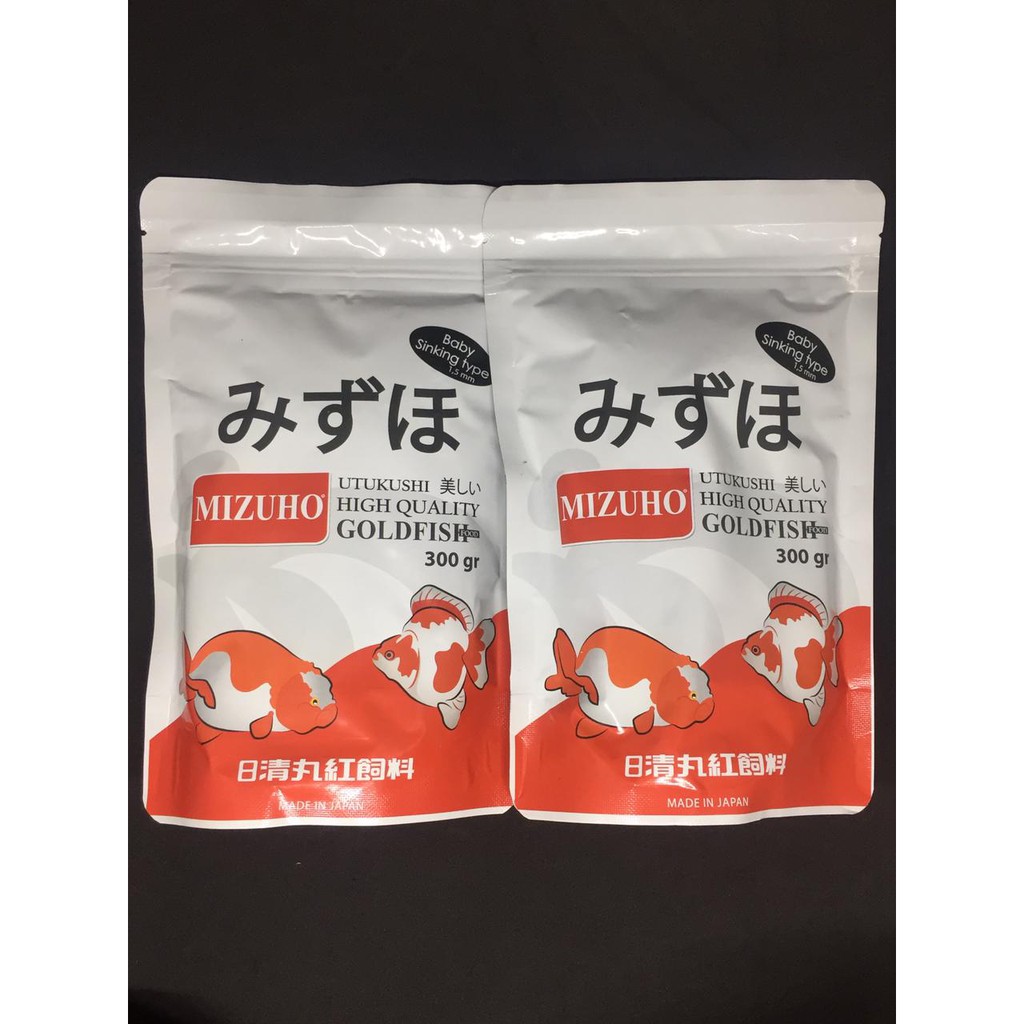 Baby
Sinking type
1,5 mm
みずほ
MIZUHO®
UTUKUSHI 美しい
HIGH QUALITY
GOLDFISH
FOOD
300 gr
日清丸紅飼料
MADE IN JAPAN
Baby
Sinking type
1,5 mm
みずほ
MIZUHO®
UTUKUSHI 美しい
HIGH QUALITY
GOLDFISH
FOOD
300 gr
日清丸紅飼料
MADE IN JAPAN